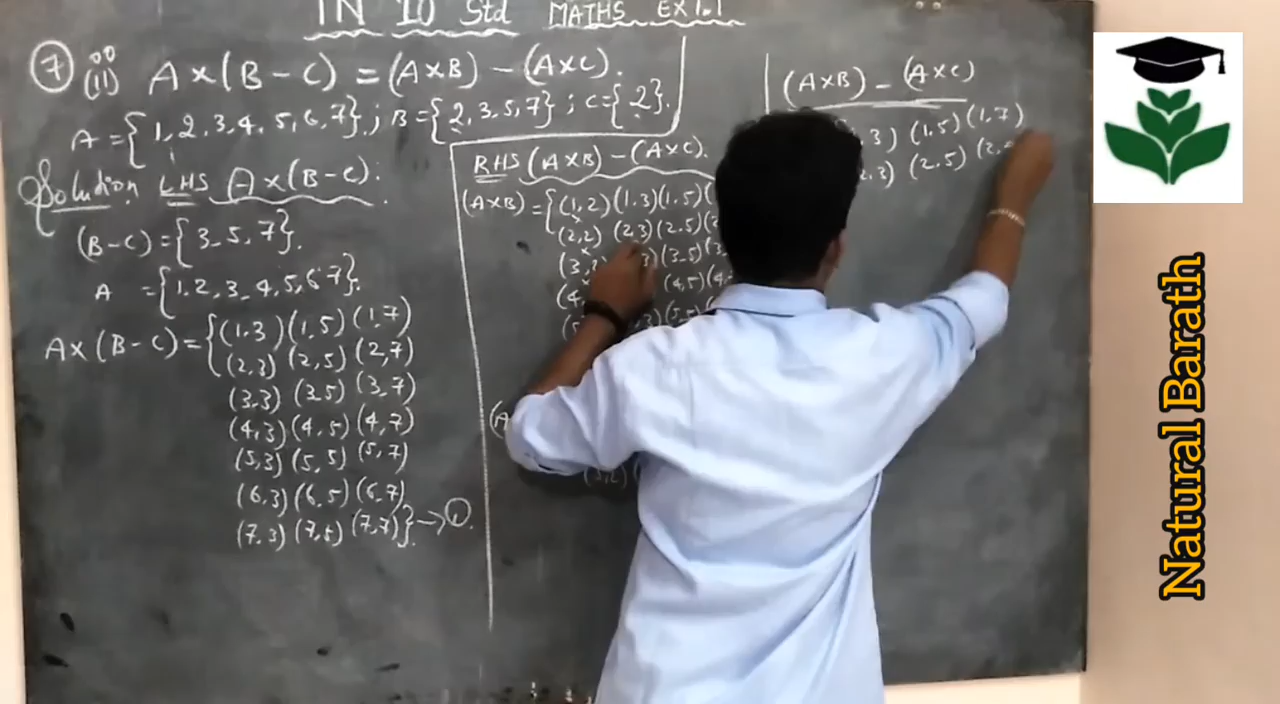 TN 10 Std MATHS EX 1.1
⑦ (ii) A×(B-C) = (A×B) - (A×C).
A = {1, 2, 3, 4, 5, 6, 7}; B = {2, 3, 5, 7}; C = {2}.
Solution LHS A×(B-C):
(B-C) = {3, 5, 7}.
A = {1, 2, 3, 4, 5, 6, 7}.
A×(B-C) = {(1,3) (1,5) (1,7)
(2,3) (2,5) (2,7)
(3,3) (3,5) (3,7)
(4,3) (4,5) (4,7)
(5,3) (5,5) (5,7)
(6,3) (6,5) (6,7)
(7,3) (7,5) (7,7)} → ①.
RHS (A×B) - (A×C).
(A×B) = {(1,2) (1,3) (1,5)
(2,2) (2,3) (2,5)
(3,5)
(4,5)
(5,5)
(A×B) - (A×C)
(1,5) (1,7)
(2,5)
Natural Barath